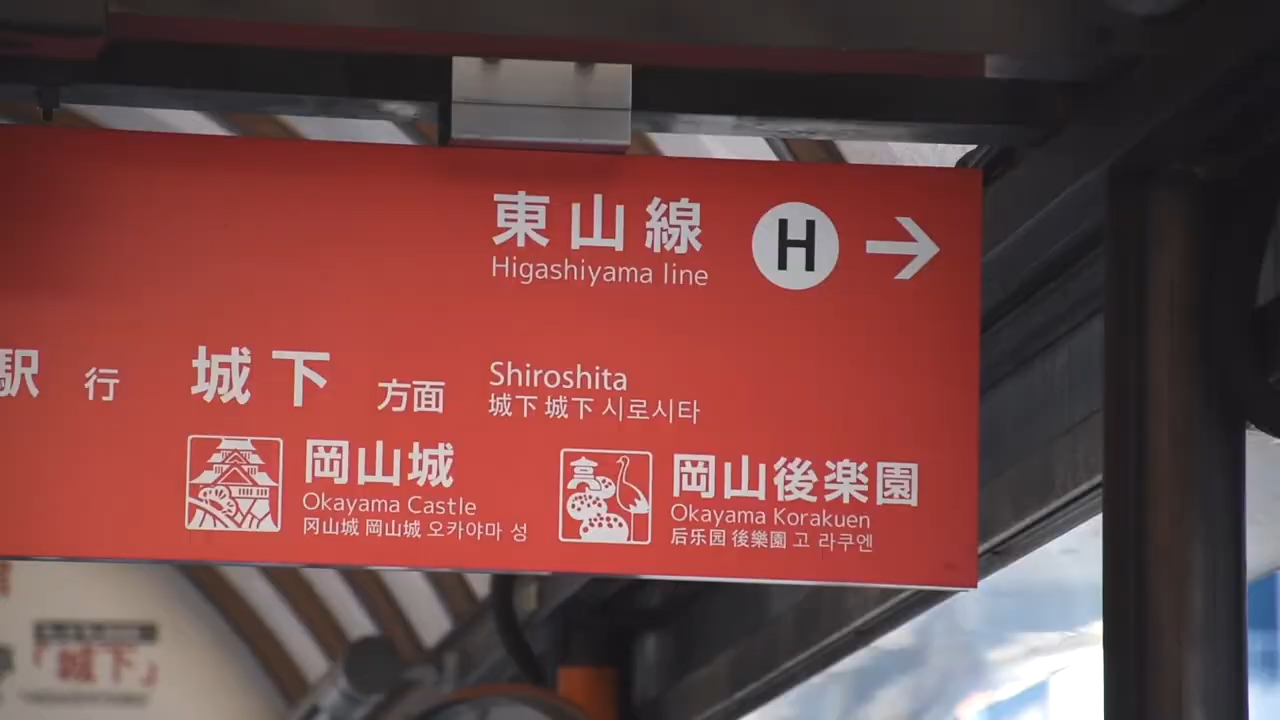 東山線 H →
Higashiyama line
駅 行 城下 方面 Shiroshita
城下 城下 시로시타
岡山城
Okayama Castle
冈山城 岡山城 오카야마 성
岡山後楽園
Okayama Korakuen
后乐园 後樂園 고 라쿠엔
「城下」